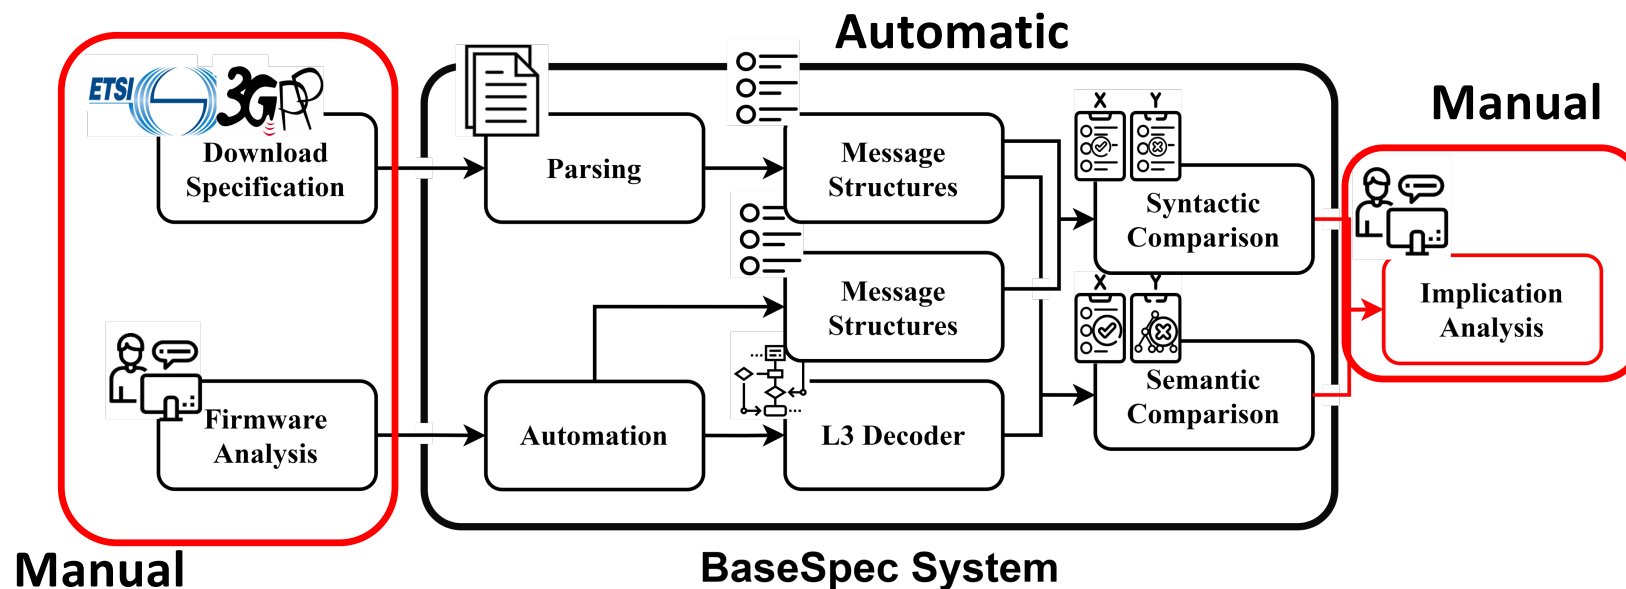 Automatic
Manual
ETSI
3GPP
Download
Specification
Parsing
Message
Structures
X Y
Syntactic
Comparison
Message
Structures
Implication
Analysis
X Y
Semantic
Comparison
Firmware
Analysis
Automation
L3 Decoder
Manual
BaseSpec System